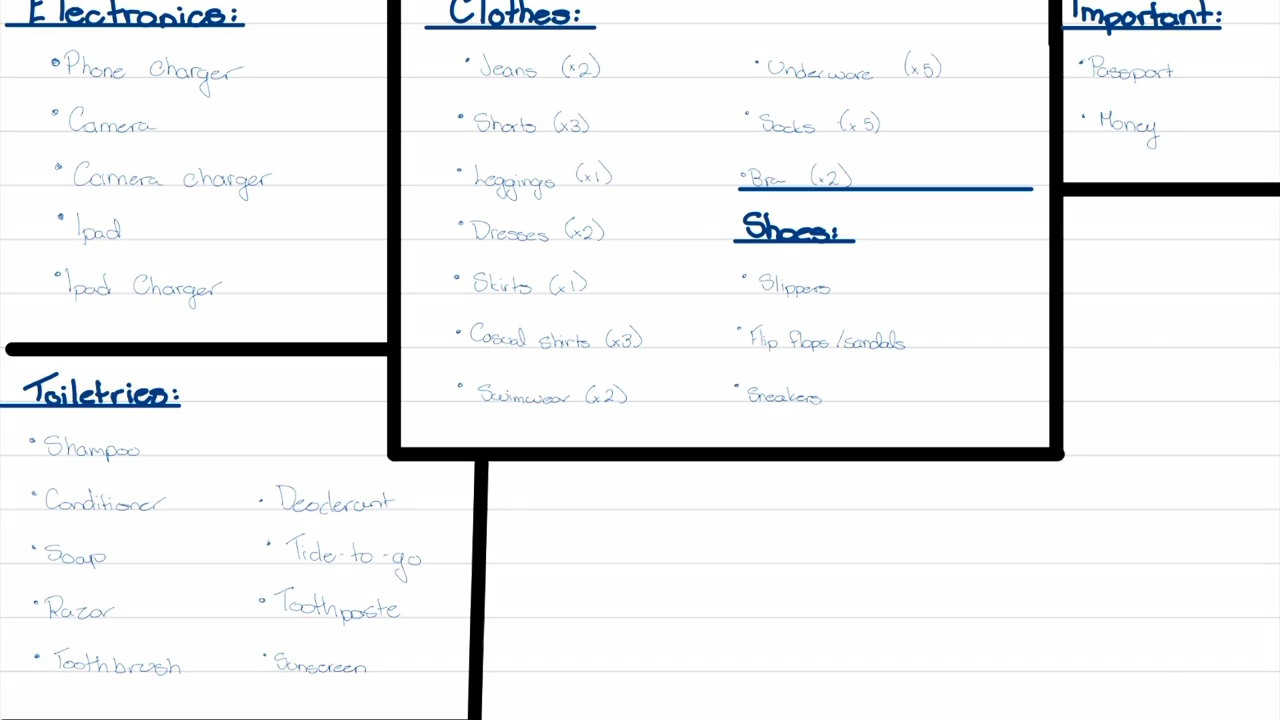 Electronics:
• Phone charger
• Camera
• Camera charger
• Ipad
• Ipad Charger
Toiletries:
• Shampoo
• Conditioner
• Soap
• Razor
• Toothbrush
• Deoderant
• Tide-to-go
• Toothpaste
• Sunscreen
Clothes:
• Jeans (x2)
• Shorts (x3)
• Leggings (x1)
• Dresses (x2)
• Skirts (x1)
• Casual shirts (x3)
• Swimwear (x2)
• Underware (x5)
• Socks (x5)
• Bra (x2)
Shoes:
• Slippers
• Flip flops/sandals
• Sneakers
Important:
• Passport
• Money